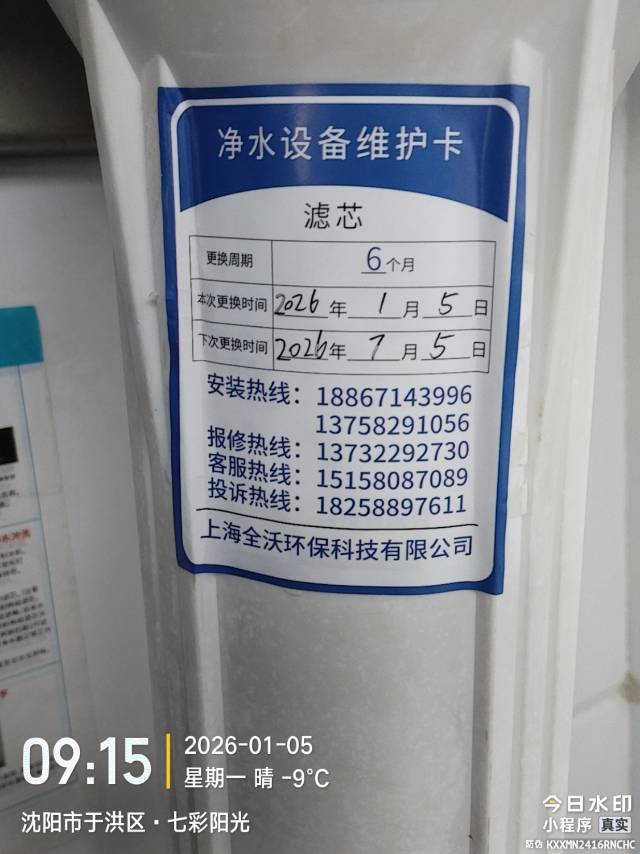 净水设备维护卡
滤芯
更换周期 6个月
本次更换时间 2026年1月5日
下次更换时间 2026年7月5日
安装热线：18867143996
13758291056
报修热线：13732292730
客服热线：15158087089
投诉热线：18258897611
上海全沃环保科技有限公司
09:15
2026-01-05
星期一 晴 -9℃
沈阳市于洪区·七彩阳光
今日水印
小程序 真实
防伪 KXXMN2416RNCHC